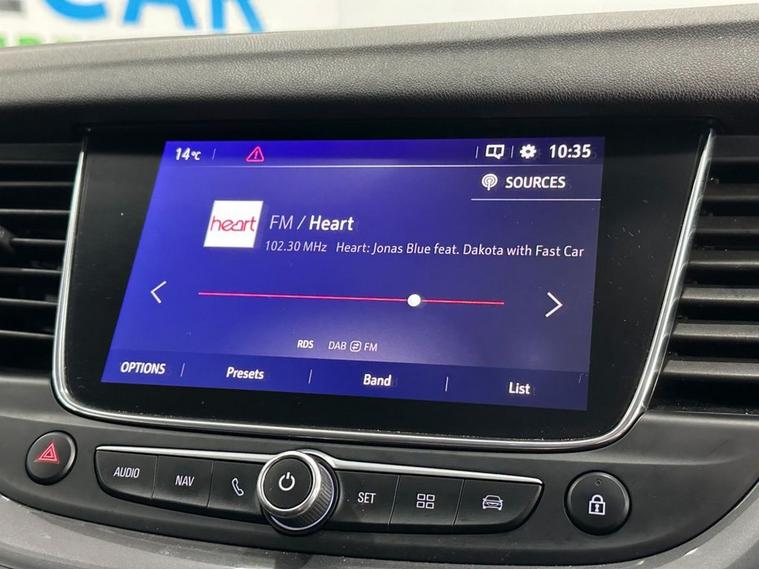 CAR
14°C
10:35
SOURCES
heart
FM / Heart
102.30 MHz Heart: Jonas Blue feat. Dakota with Fast Car
RDS DAB FM
OPTIONS Presets Band List
AUDIO NAV SET